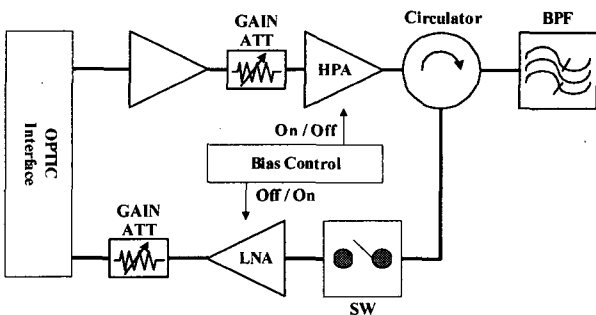 GAIN
ATT
Circulator
BPF
HPA
OPTIC
Interface
On / Off
Bias Control
Off / On
GAIN
ATT
LNA
SW